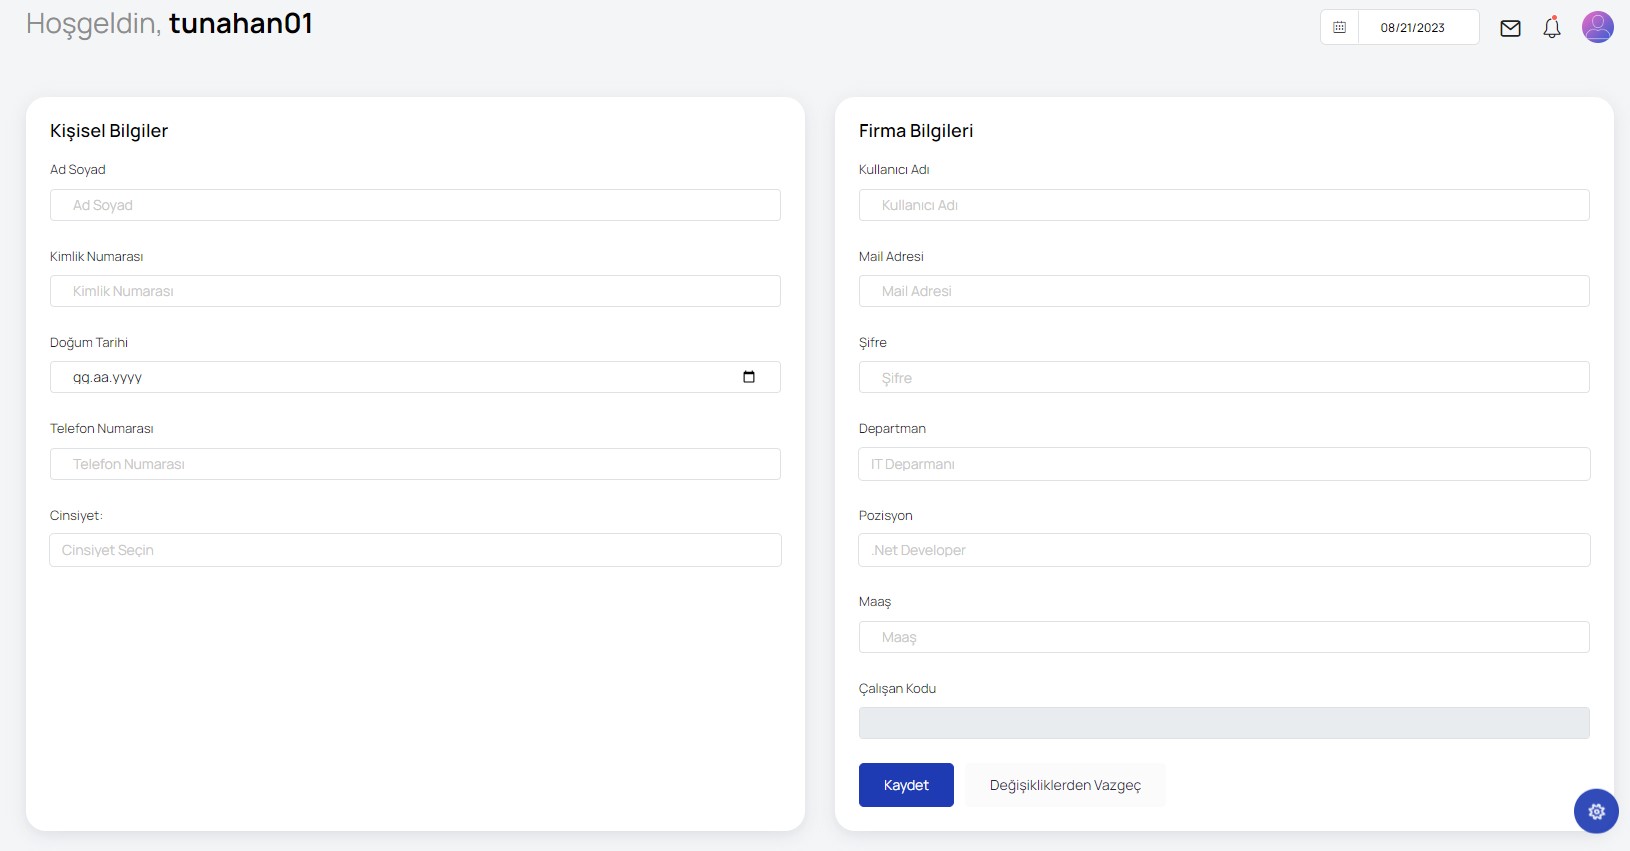 Hoşgeldin, tunahan01
08/21/2023
Kişisel Bilgiler
Ad Soyad
Ad Soyad
Kimlik Numarası
Kimlik Numarası
Doğum Tarihi
gg.aa.yyyy
Telefon Numarası
Telefon Numarası
Cinsiyet:
Cinsiyet Seçin
Firma Bilgileri
Kullanıcı Adı
Kullanıcı Adı
Mail Adresi
Mail Adresi
Şifre
Şifre
Departman
IT Deparmanı
Pozisyon
.Net Developer
Maaş
Maaş
Çalışan Kodu
Kaydet
Değişikliklerden Vazgeç